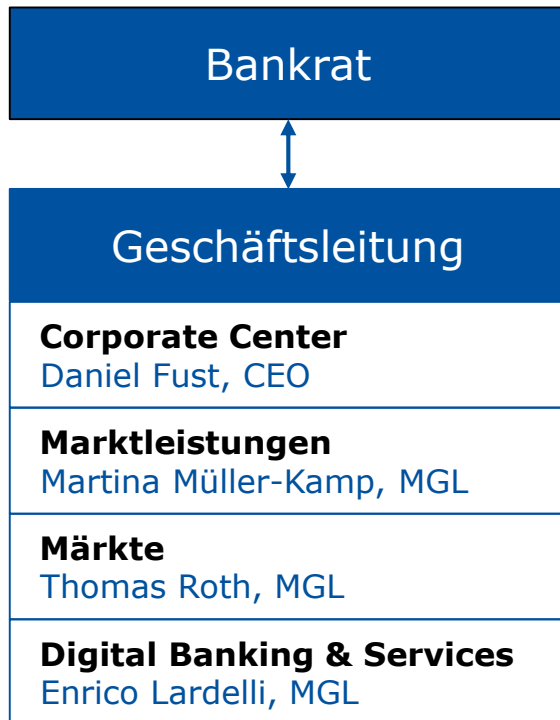 Bankrat
Geschäftsleitung
Corporate Center
Daniel Fust, CEO
Marktleistungen
Martina Müller-Kamp, MGL
Märkte
Thomas Roth, MGL
Digital Banking & Services
Enrico Lardelli, MGL